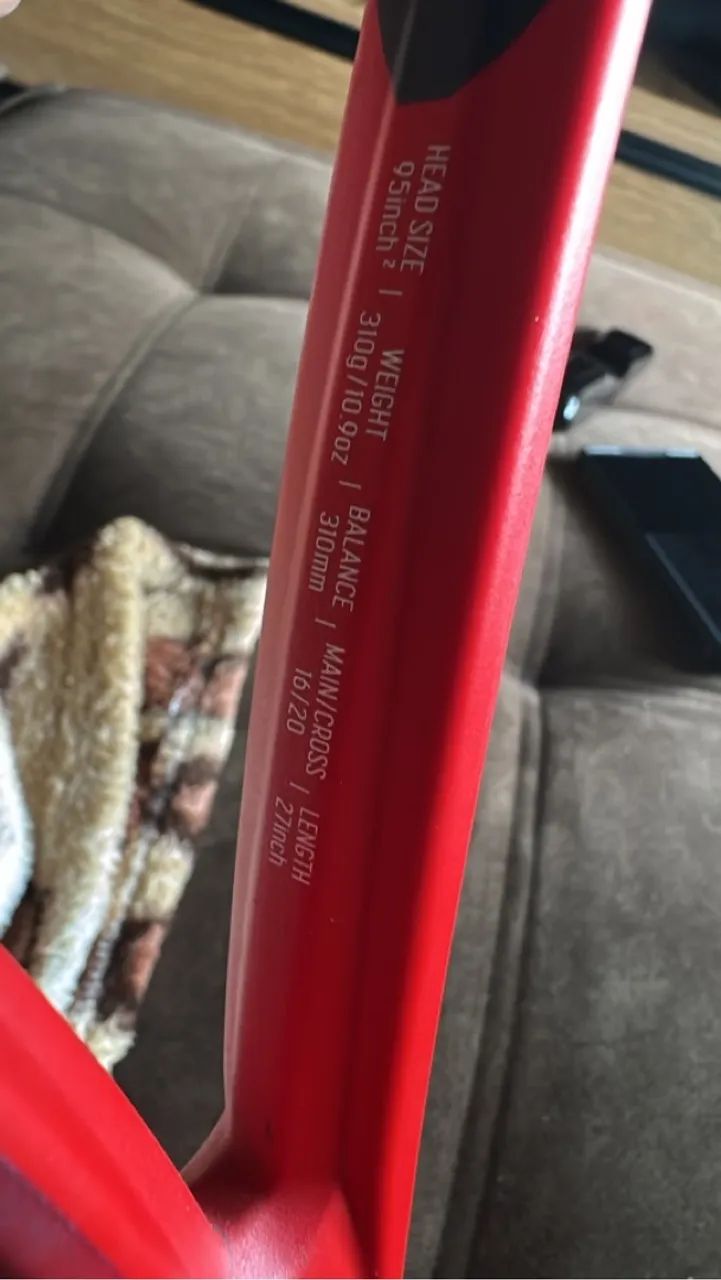 HEAD SIZE | WEIGHT | BALANCE | MAIN/CROSS | LENGTH
95inch² 310g/10.9oz 310mm 16/20 27inch